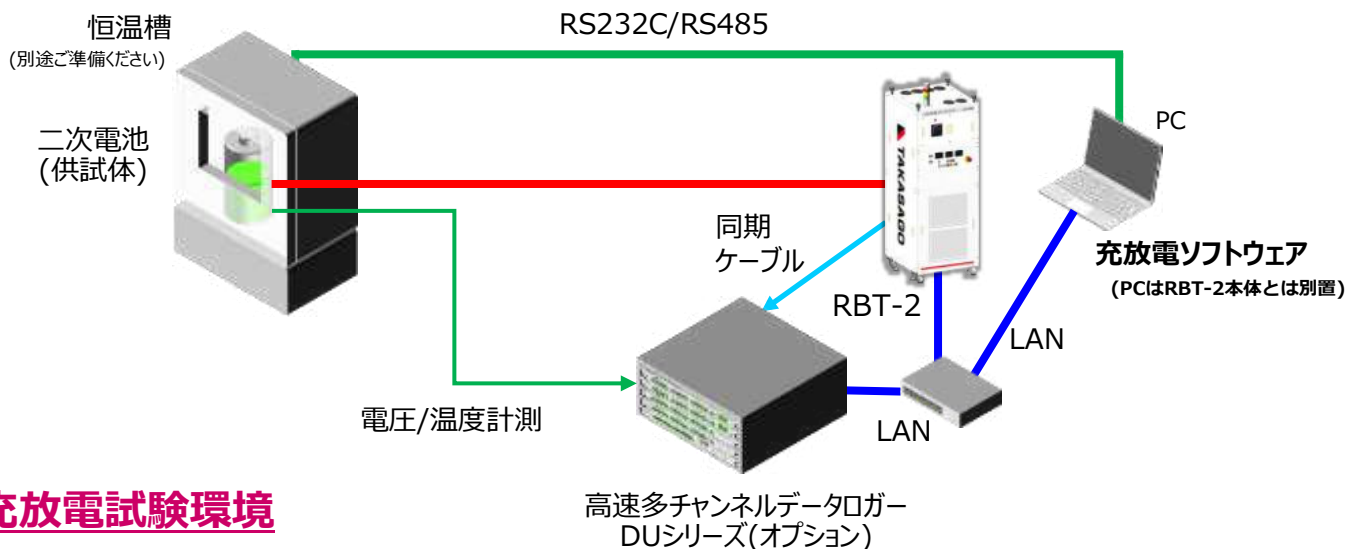 恒温槽
(別途ご準備ください)
RS232C/RS485
二次電池
(供試体)
TAKASAGO
PC
同期
ケーブル
充放電ソフトウェア
(PCはRBT-2本体とは別置)
RBT-2
LAN
電圧/温度計測
LAN
充放電試験環境
高速多チャンネルデータロガー
DUシリーズ(オプション)